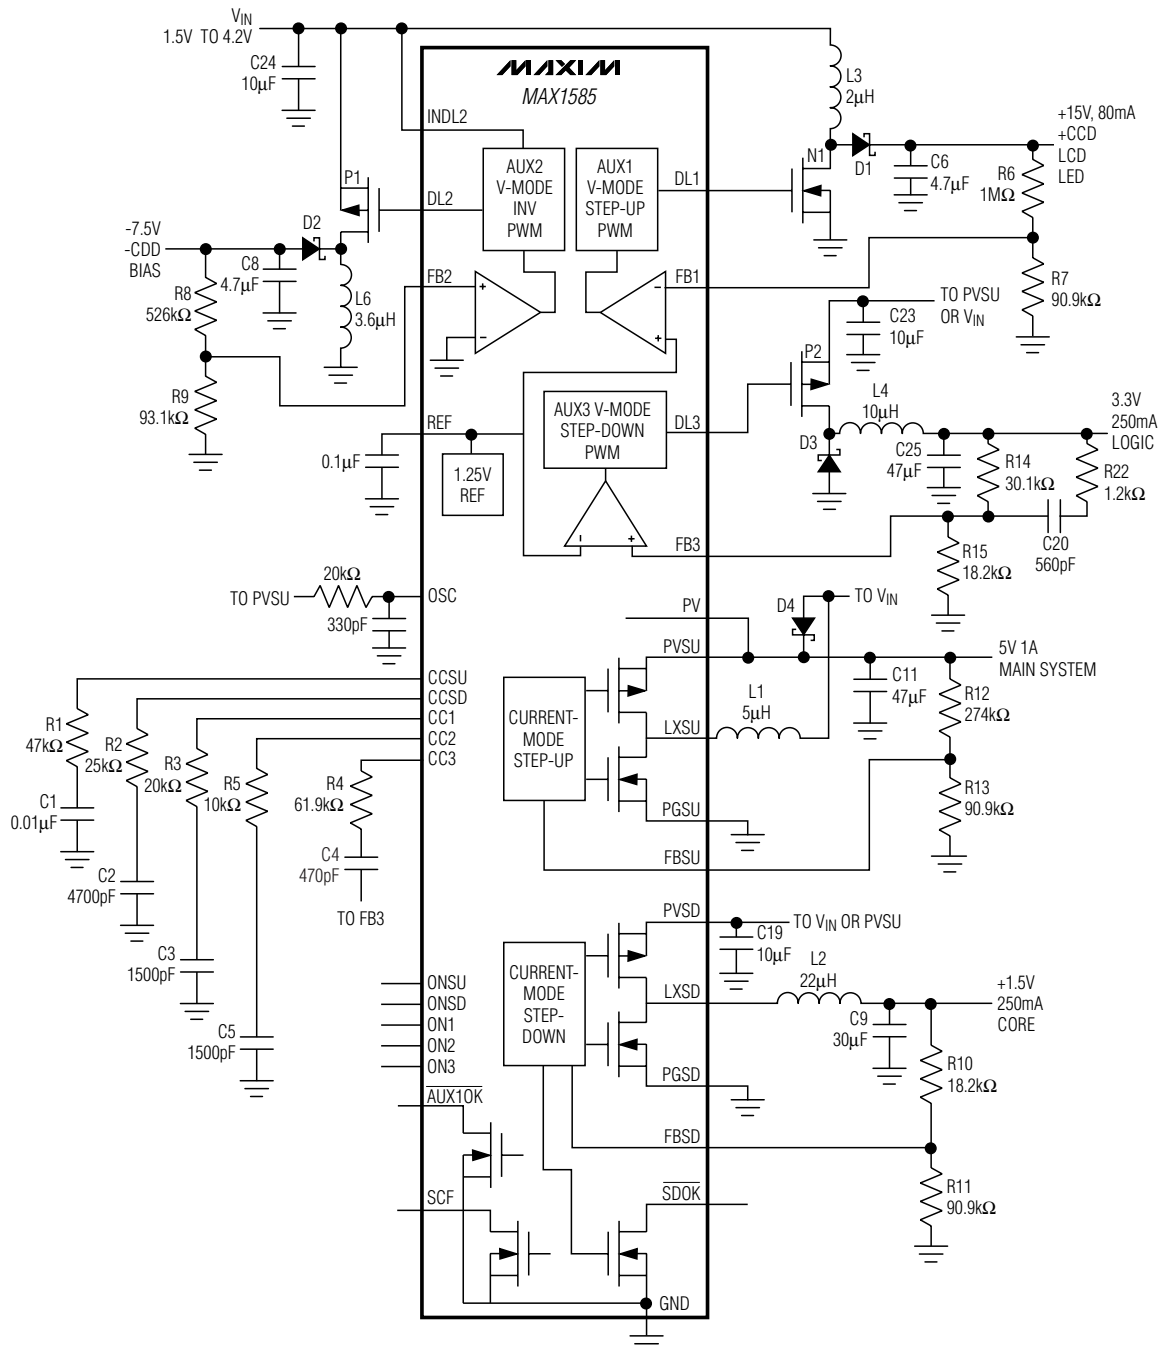 VIN
1.5V TO 4.2V
C24
10µF
MAXIM
MAX1585
INDL2
AUX2
V-MODE
INV
PWM
AUX1
V-MODE
STEP-UP
PWM
L3
2µH
+15V, 80mA
+CCD
LCD
LED
N1
D1
C6
4.7µF
R6
1MΩ
P1
DL2
DL1
-7.5V
-CDD
BIAS
D2
C8
4.7µF
L6
3.6µH
R8
526kΩ
R9
93.1kΩ
FB2
+
-
FB1
-
+
R7
90.9kΩ
TO PVSU
OR VIN
C23
10µF
P2
REF
0.1µF
1.25V
REF
AUX3 V-MODE
STEP-DOWN
PWM
DL3
L4
10µH
3.3V
250mA
LOGIC
D3
C25
47µF
R14
30.1kΩ
R22
1.2kΩ
-
+
FB3
C20
560pF
R15
18.2kΩ
20kΩ
TO PVSU
OSC
330pF
PV
D4
TO VIN
PVSU
5V 1A
MAIN SYSTEM
CCSU
CCSD
CC1
CC2
CC3
CURRENT-
MODE
STEP-UP
LXSU
L1
5µH
C11
47µF
R12
274kΩ
R13
90.9kΩ
PGSU
FBSU
R1
47kΩ
R2
25kΩ
R3
20kΩ
R5
10kΩ
R4
61.9kΩ
C1
0.01µF
C4
470pF
C2
4700pF
TO FB3
C3
1500pF
C5
1500pF
PVSD
TO VIN OR PVSU
C19
10µF
CURRENT-
MODE
STEP-
DOWN
LXSD
L2
22µH
+1.5V
250mA
CORE
C9
30µF
R10
18.2kΩ
ONSU
ONSD
ON1
ON2
ON3
PGSD
AUX1OK
FBSD
SCF
SDOK
R11
90.9kΩ
GND